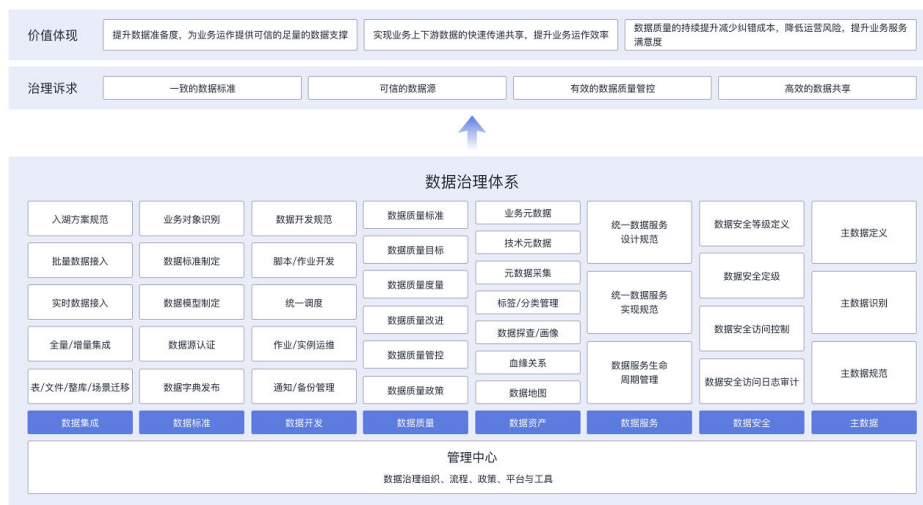 价值体现
提升数据准备度，为业务运作提供可信的足量的数据支撑
实现业务上下游数据的快速传递共享，提升业务运作效率
数据质量的持续提升减少纠错成本，降低运营风险，提升业务服务
满意度
治理诉求
一致的数据标准
可信的数据源
有效的数据质量管控
高效的数据共享
数据治理体系
入湖方案规范
批量数据接入
实时数据接入
全量/增量集成
表/文件/整库/场景迁移
数据集成
业务对象识别
数据标准制定
数据模型制定
数据源认证
数据字典发布
数据标准
数据开发规范
脚本/作业开发
统一调度
作业/实例运维
通知/备份管理
数据开发
数据质量标准
数据质量目标
数据质量度量
数据质量改进
数据质量管控
数据质量政策
数据质量
业务元数据
技术元数据
元数据采集
标签/分类管理
数据探查/画像
血缘关系
数据地图
数据资产
统一数据服务
设计规范
统一数据服务
实现规范
数据服务生命
周期管理
数据服务
数据安全等级定义
数据安全定级
数据安全访问控制
数据安全访问日志审计
数据安全
主数据定义
主数据识别
主数据规范
主数据
管理中心
数据治理组织、流程、政策、平台与工具